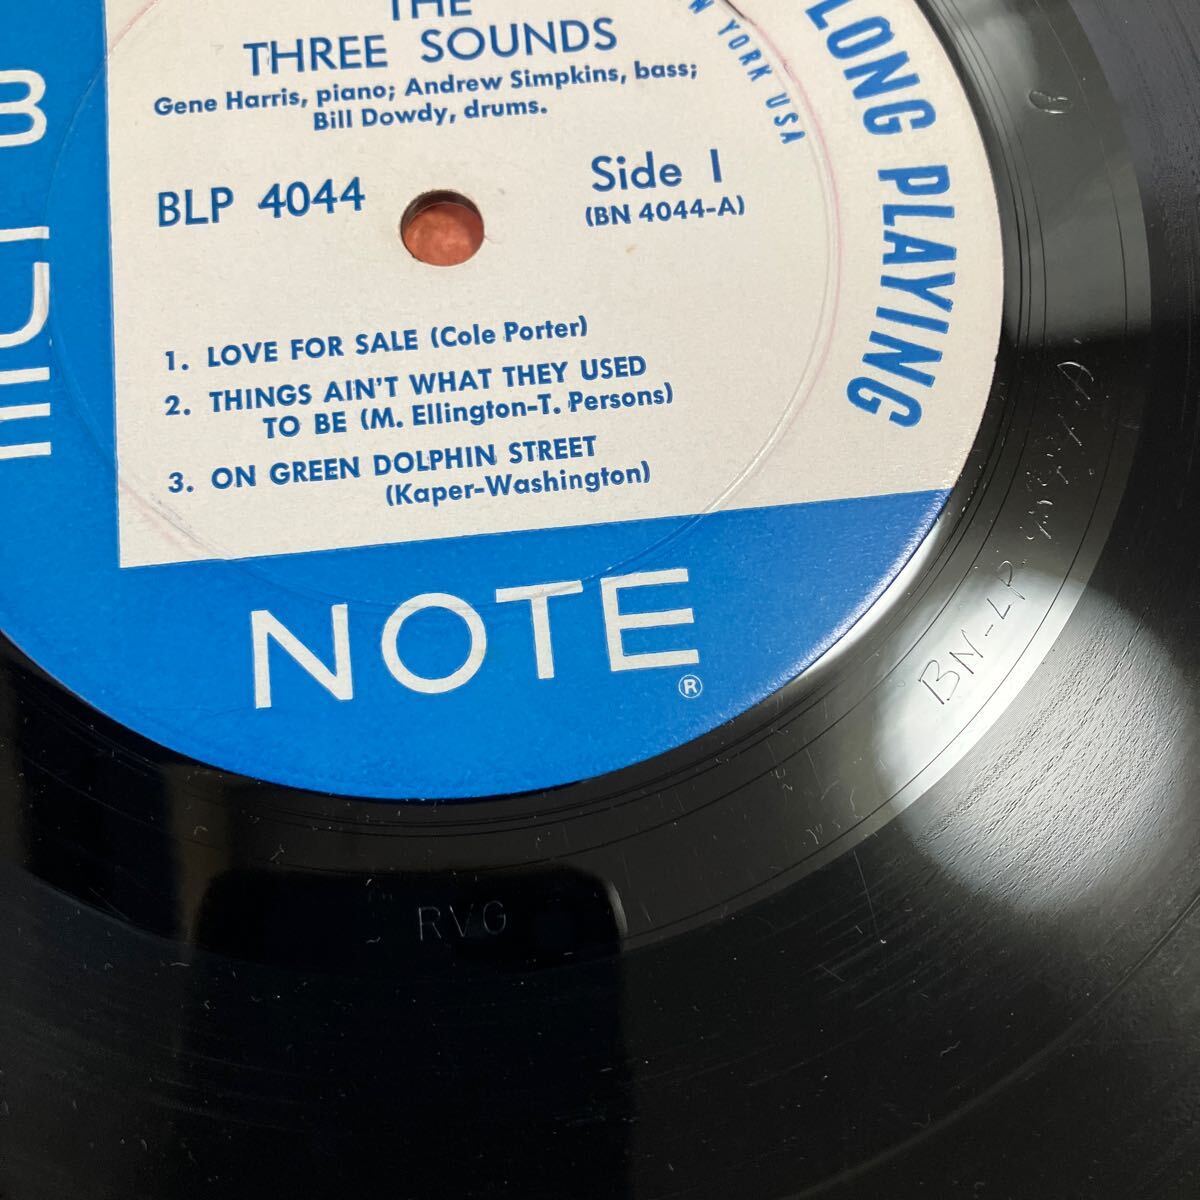 THE
THREE SOUNDS
Gene Harris, piano; Andrew Simpkins, bass;
Bill Dowdy, drums.
BLP 4044
Side 1
(BN 4044-A)
1. LOVE FOR SALE (Cole Porter)
2. THINGS AIN'T WHAT THEY USED
TO BE (M. Ellington-T. Persons)
3. ON GREEN DOLPHIN STREET
(Kaper-Washington)
NOTE
®
LONG PLAYING
YORK USA
RVG
BN-LP